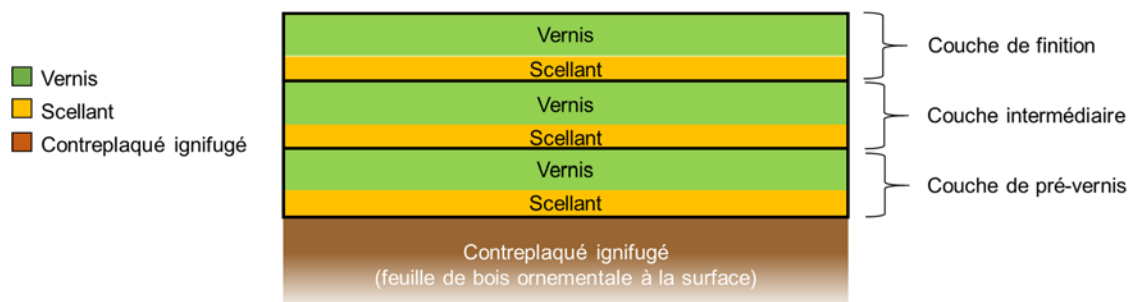 Vernis
Scellant
Contreplaqué ignifugé
Vernis
Scellant
Vernis
Scellant
Vernis
Scellant
Contreplaqué ignifugé
(feuille de bois ornementale à la surface)
Couche de finition
Couche intermédiaire
Couche de pré-vernis